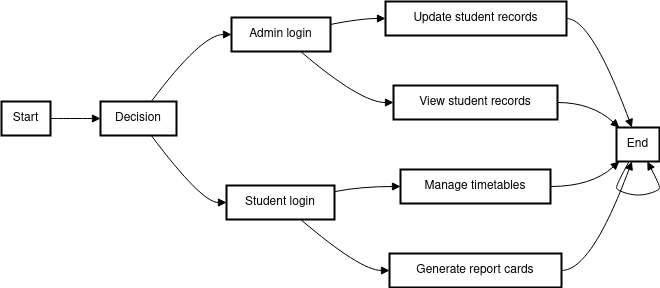 Start
Decision
Admin login
Update student records
View student records
End
Student login
Manage timetables
Generate report cards